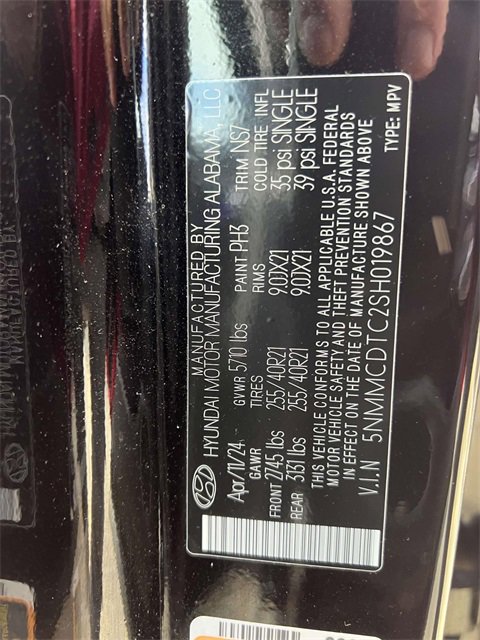 MANUFACTURED BY
HYUNDAI MOTOR MANUFACTURING ALABAMA, LLC
Apr/11/24 GVWR 5710 lbs PAINT PH3 TRIM NS7
GAWR TIRES RIMS COLD TIRE INFL
FRONT 2745 lbs 255/40R21 9.0JX21 35 psi SINGLE
REAR 3131 lbs 255/40R21 9.0JX21 39 psi SINGLE
THIS VEHICLE CONFORMS TO ALL APPLICABLE U.S.A. FEDERAL
MOTOR VEHICLE SAFETY AND THEFT PREVENTION STANDARDS
IN EFFECT ON THE DATE OF MANUFACTURE SHOWN ABOVE
V.I.N 5NMMCDTC2SH019867 TYPE: MPV